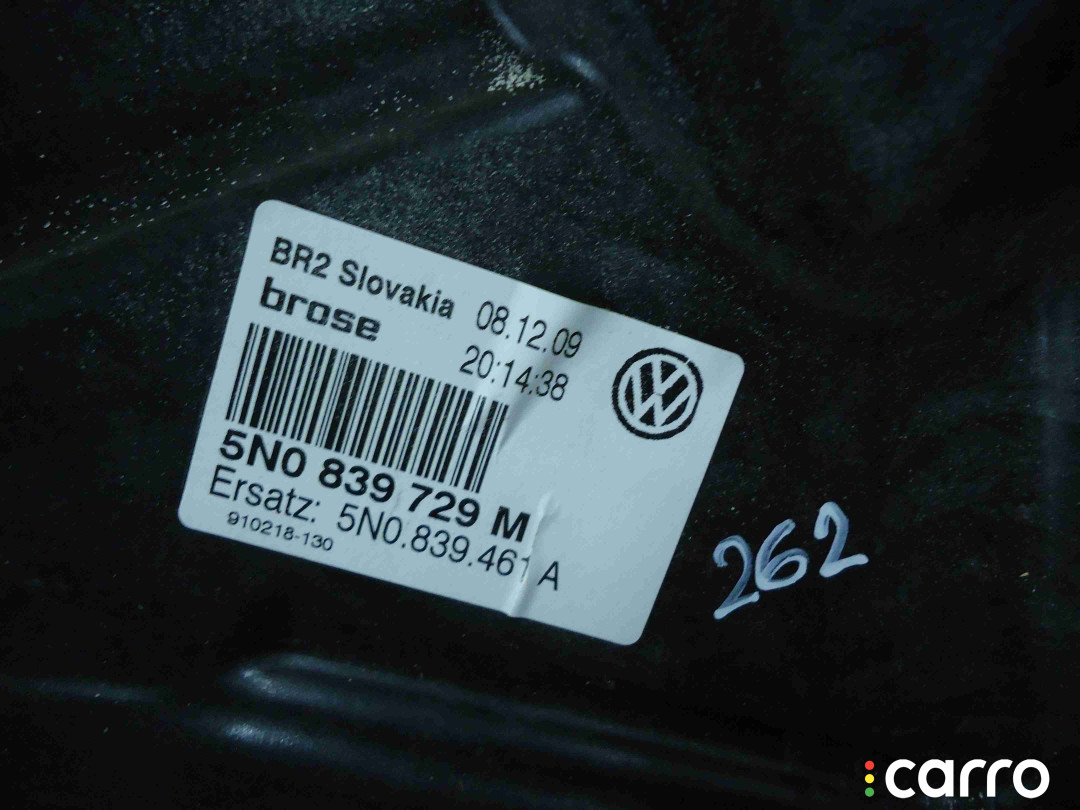 BR2 Slovakia 08.12.09
brose 20:14:38
5N0 839 729 M
Ersatz: 5N0.839.461 A
910218-130
262
carro